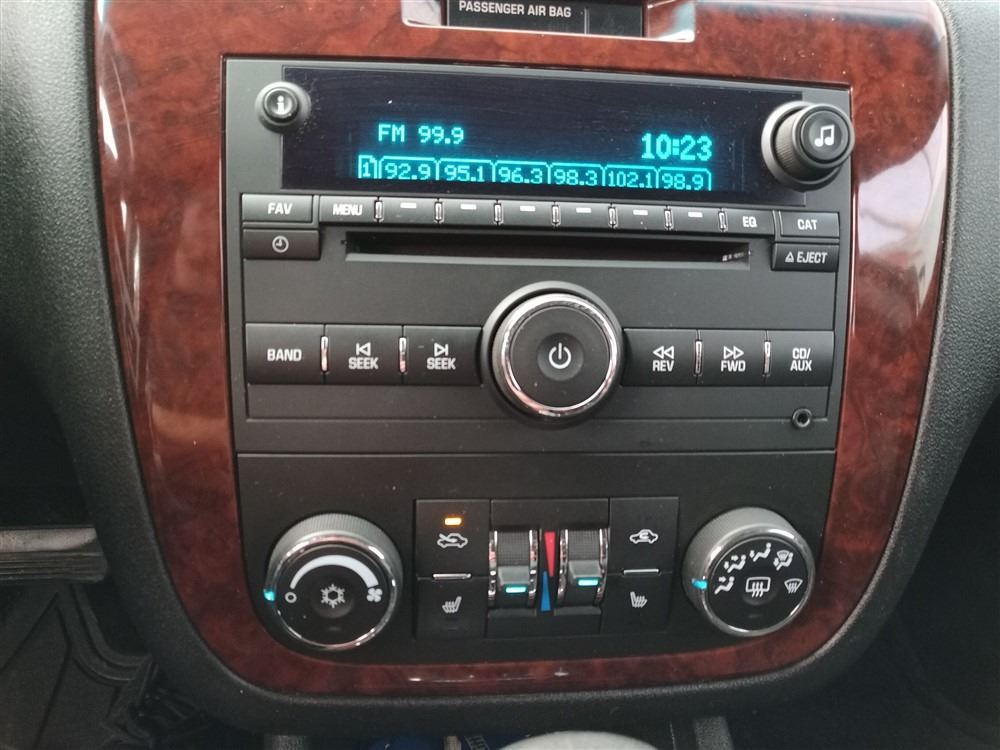 PASSENGER AIR BAG
FM 99.9 10:23
1 92.9 95.1 96.3 98.3 102.1 98.9
FAV MENU EQ CAT
EJECT
BAND SEEK SEEK REV FWD CD/AUX